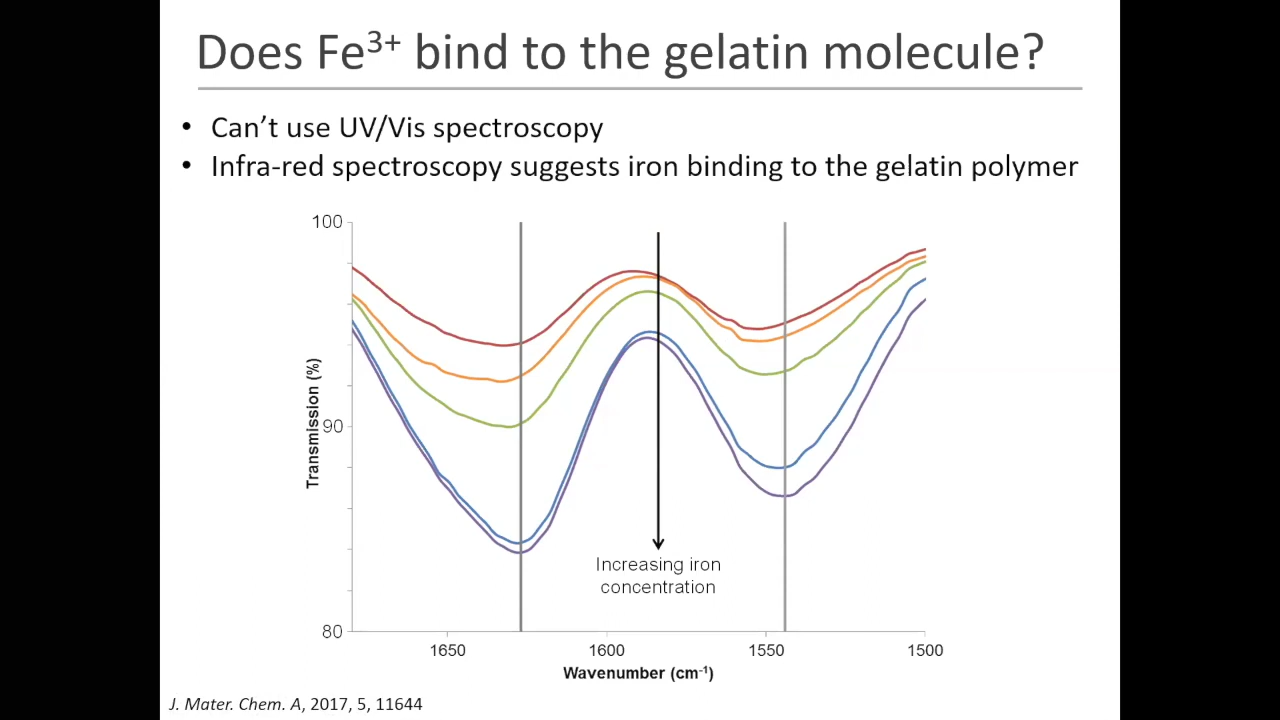 Does Fe³⁺ bind to the gelatin molecule?
• Can’t use UV/Vis spectroscopy
• Infra-red spectroscopy suggests iron binding to the gelatin polymer
100
90
80
Transmission (%)
Increasing iron
concentration
1650 1600 1550 1500
Wavenumber (cm⁻¹)
J. Mater. Chem. A, 2017, 5, 11644